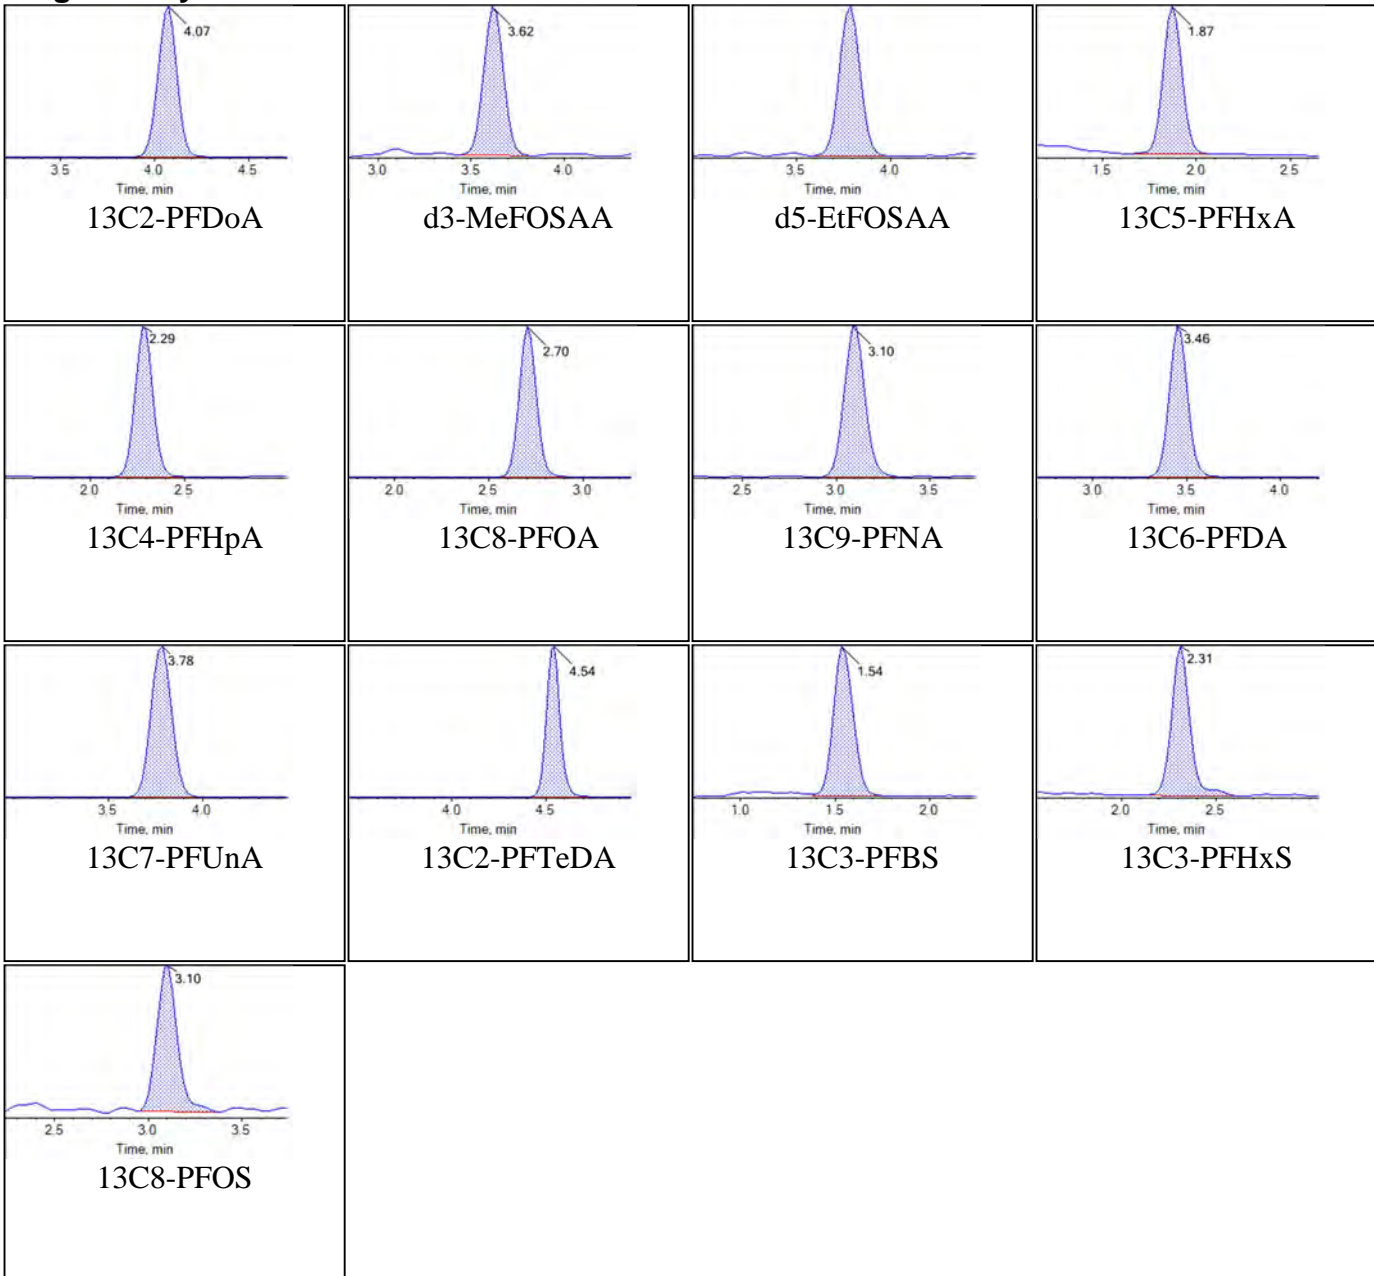 4.07
3.5 4.0 4.5
Time, min
13C2-PFDoA
3.62
3.0 3.5 4.0
Time, min
d3-MeFOSAA
3.5 4.0
Time, min
d5-EtFOSAA
1.87
1.5 2.0 2.5
Time, min
13C5-PFHxA
2.29
2.0 2.5
Time, min
13C4-PFHpA
2.70
2.0 2.5 3.0
Time, min
13C8-PFOA
3.10
2.5 3.0 3.5
Time, min
13C9-PFNA
3.46
3.0 3.5 4.0
Time, min
13C6-PFDA
3.78
3.5 4.0
Time, min
13C7-PFUnA
4.54
4.0 4.5
Time, min
13C2-PFTeDA
1.54
1.0 1.5 2.0
Time, min
13C3-PFBS
2.31
2.0 2.5
Time, min
13C3-PFHxS
3.10
2.5 3.0 3.5
Time, min
13C8-PFOS